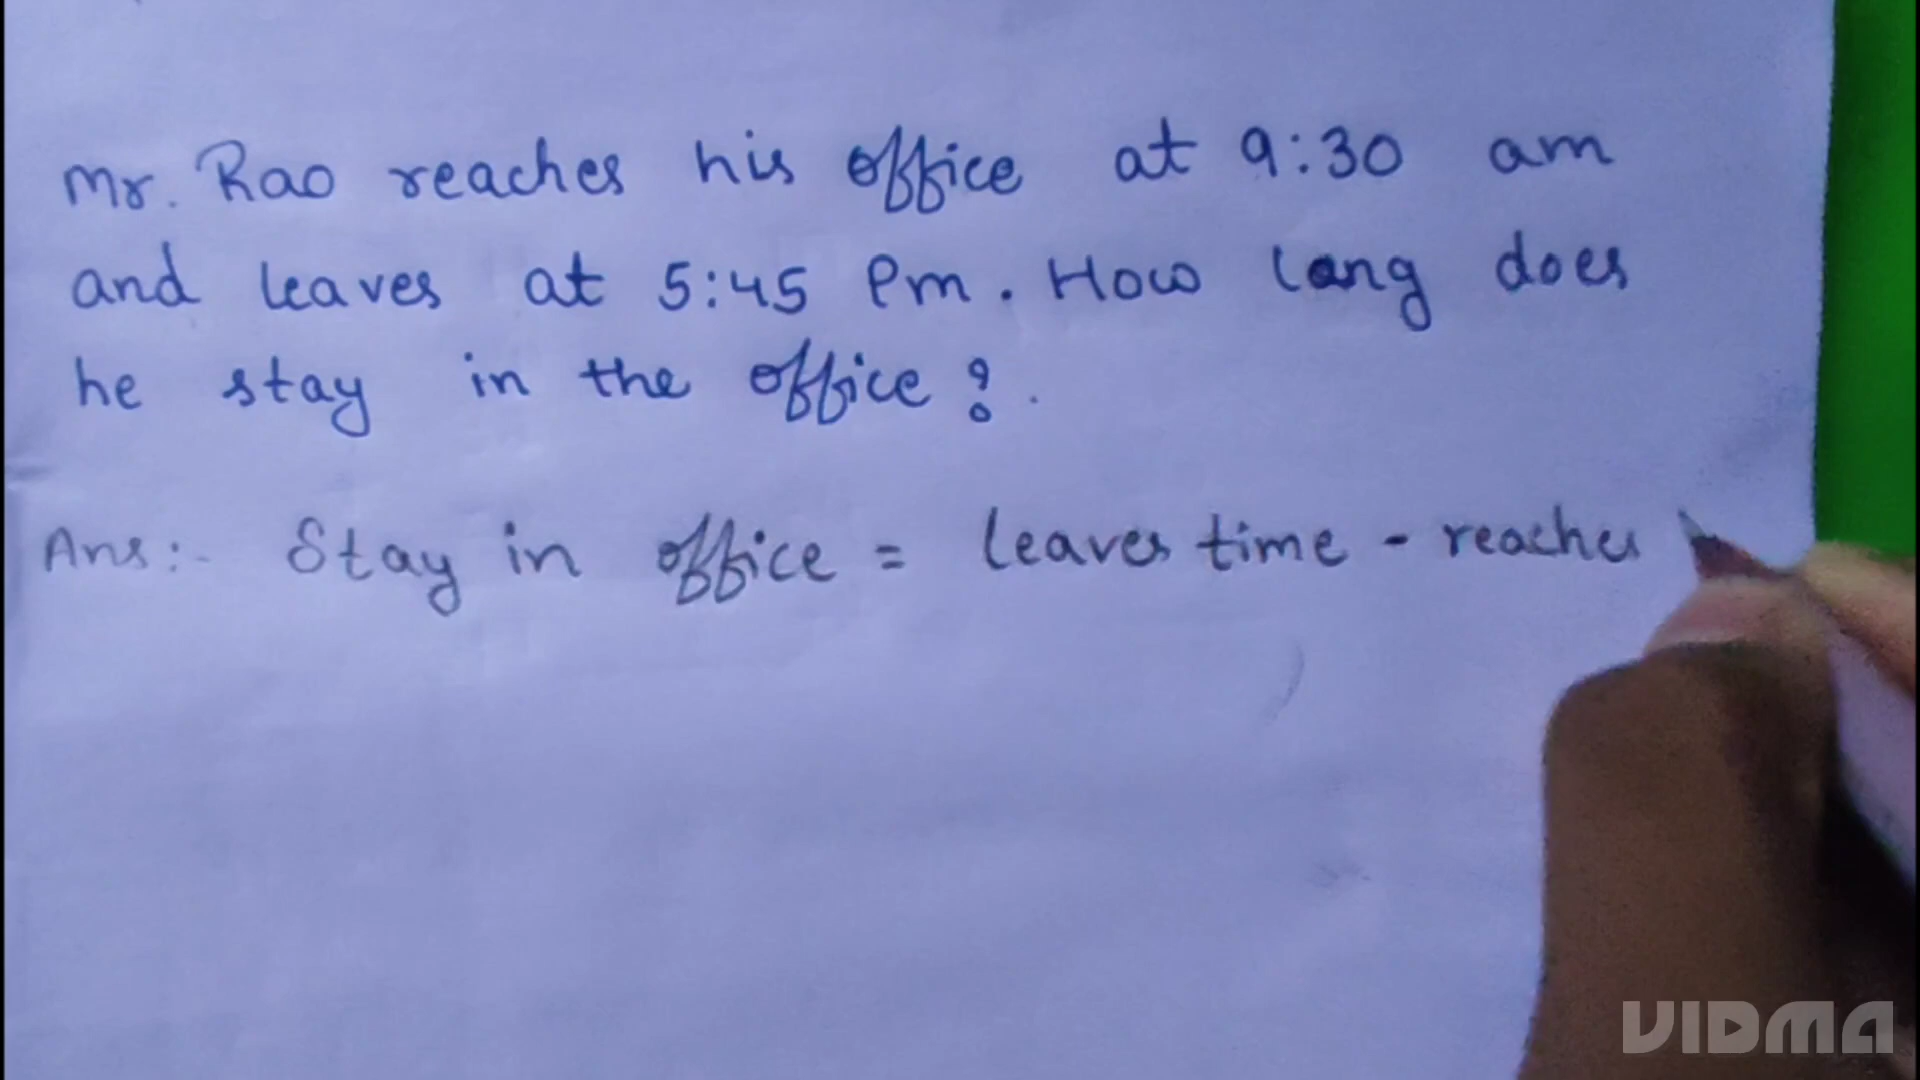 Mr. Rao reaches his office at 9:30 am
and leaves at 5:45 Pm. How long does
he stay in the office?.
Ans:- Stay in office = leaves time - reaches
VIDMA